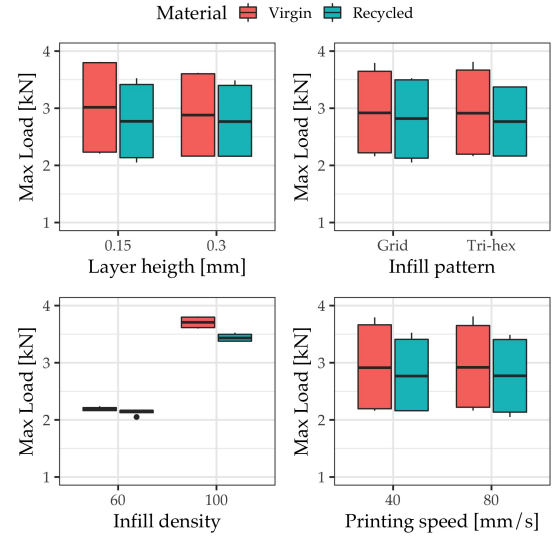 Material Virgin Recycled
Max Load [kN]
4
3
2
1
0.15 0.3
Layer heigth [mm]
Max Load [kN]
4
3
2
1
Grid Tri-hex
Infill pattern
Max Load [kN]
4
3
2
1
60 100
Infill density
Max Load [kN]
4
3
2
1
40 80
Printing speed [mm/s]